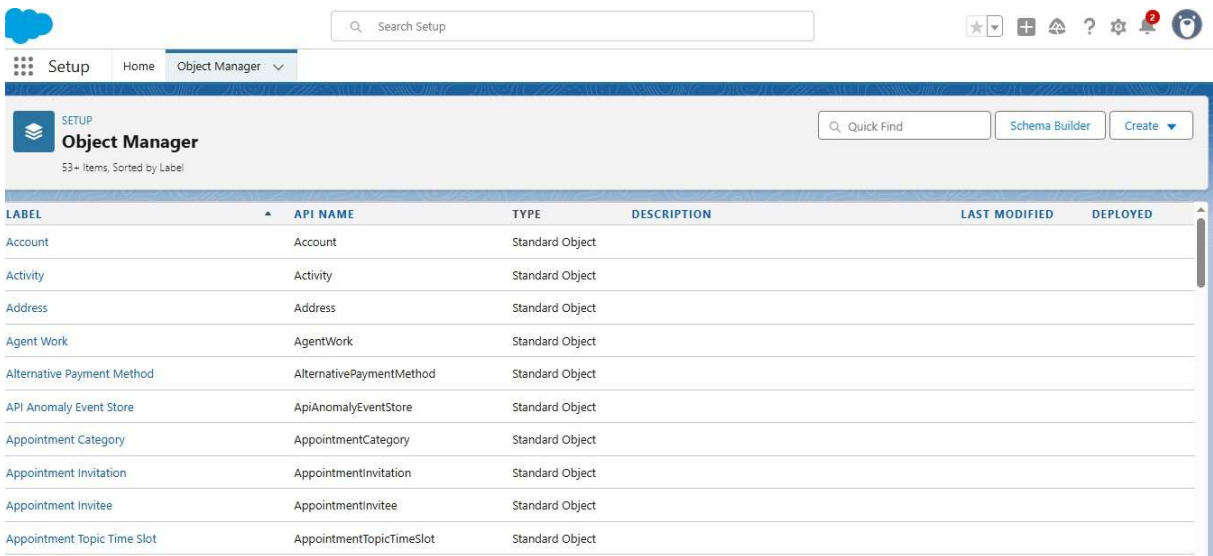 Search Setup
2
Setup Home Object Manager
SETUP
Object Manager
53+ Items, Sorted by Label
Quick Find
Schema Builder
Create
LABEL API NAME TYPE DESCRIPTION LAST MODIFIED DEPLOYED
Account Account Standard Object
Activity Activity Standard Object
Address Address Standard Object
Agent Work AgentWork Standard Object
Alternative Payment Method AlternativePaymentMethod Standard Object
API Anomaly Event Store ApiAnomalyEventStore Standard Object
Appointment Category AppointmentCategory Standard Object
Appointment Invitation AppointmentInvitation Standard Object
Appointment Invitee AppointmentInvitee Standard Object
Appointment Topic Time Slot AppointmentTopicTimeSlot Standard Object